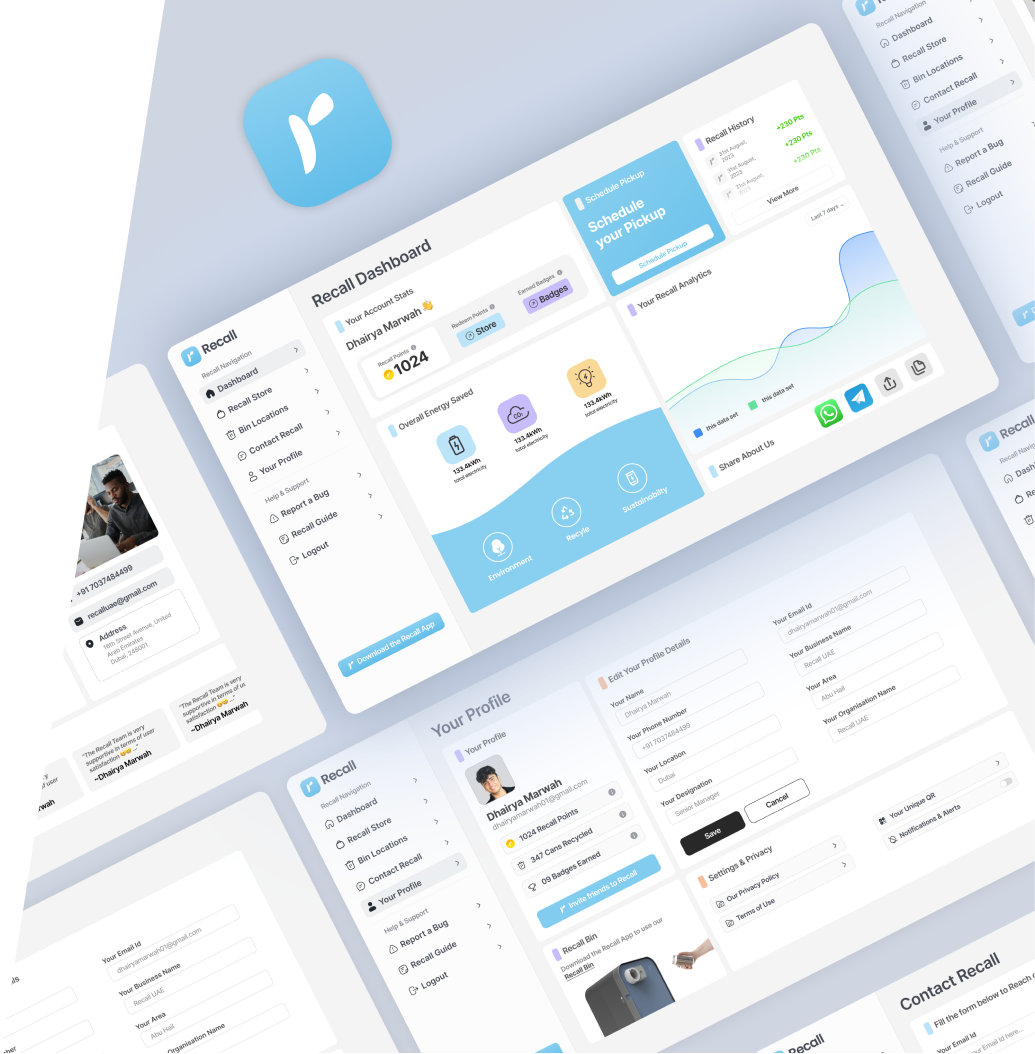 Recall Dashboard
Recall
Recall Navigation
Dashboard
Recall Store
Bin Locations
Contact Recall
Your Profile
Help & Support
Report a Bug
Recall Guide
Logout
Download the Recall App
Your Account Stats
Dhairya Marwah 👋
Recall Points
1024
Redeem Points
Store
Earned Badges
Badges
Overall Energy Saved
133.4kWh
total electricity
CO₂
133.4kWh
total electricity
133.4kWh
total electricity
Environment
Recyle
Sustainabilty
Schedule Pickup
Schedule
your Pickup
Schedule Pickup
Recall History
31st August,
2023
+230 Pts
31st August,
2023
+230 Pts
31st August,
2023
+230 Pts
View More
Your Recall Analytics
Last 7 days
this data set
this data set
Share About Us
Recall Navigation
Dashboard
Recall Store
Bin Locations
Contact Recall
Your Profile
Help & Support
Report a Bug
Recall Guide
Logout
+91 7037484499
recalluae@gmail.com
Address
16th Street Avenue, United
Arab Emirates
Dubai, 248001
"The Recall Team is very
supportive in terms of us
satisfaction 😄😄..."
~Dhairya Marwah
"The Recall Team is very
supportive in terms of user
satisfaction 😄😄..."
~Dhairya Marwah
of user
Your Profile
Recall
Recall Navigation
Dashboard
Recall Store
Bin Locations
Contact Recall
Your Profile
Help & Support
Report a Bug
Recall Guide
Logout
Your Profile
Dhairya Marwah
dhairyamarwah01@gmail.com
1024 Recall Points
347 Cans Recycled
09 Badges Earned
Invite friends to Recall
Recall Bin
Download the Recall App to use our
Recall Bin
Edit Your Profile Details
Your Name
Dhairya Marwah
Your Phone Number
+91 7037484499
Your Location
Dubai
Your Designation
Senior Manager
Save
Cancel
Your Email Id
dhairyamarwah01@gmail.com
Your Business Name
Recall UAE
Your Area
Abu Hail
Your Organisation Name
Recall UAE
Settings & Privacy
Our Privacy Policy
Terms of Use
Your Unique QR
Notifications & Alerts
Your Email Id
dhairyamarwah01@gmail.com
Your Business Name
Recall UAE
Your Area
Abu Hail
Organisation Name
Contact Recall
Fill the form below to Reach
Your Email Id
Recall